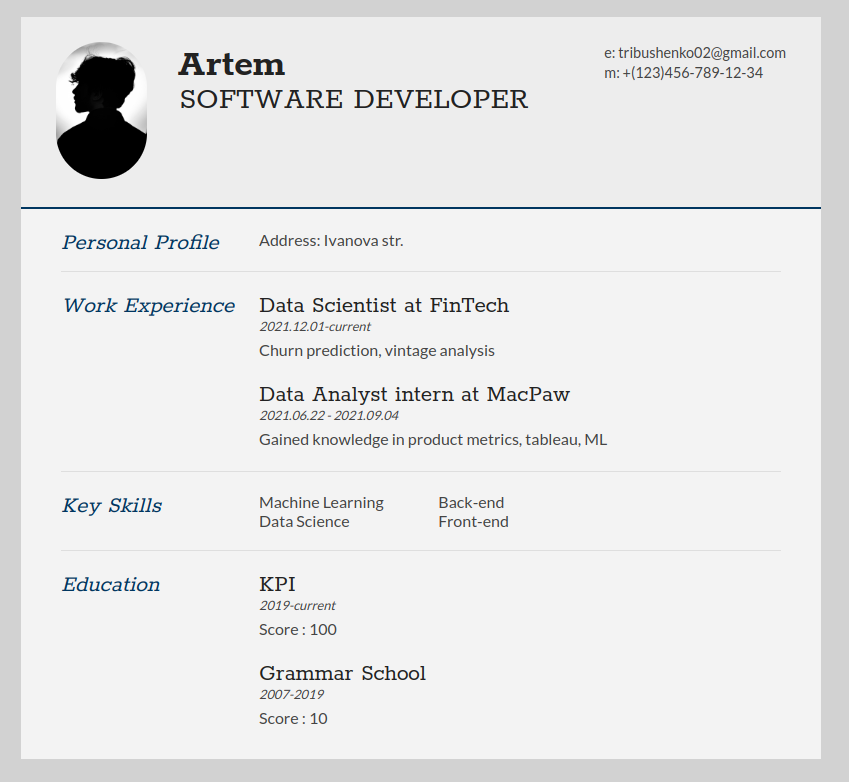 Artem
SOFTWARE DEVELOPER
e: tribushenko02@gmail.com
m: +(123)456-789-12-34
Personal Profile
Address: Ivanova str.
Work Experience
Data Scientist at FinTech
2021.12.01-current
Churn prediction, vintage analysis
Data Analyst intern at MacPaw
2021.06.22 - 2021.09.04
Gained knowledge in product metrics, tableau, ML
Key Skills
Machine Learning
Data Science
Back-end
Front-end
Education
KPI
2019-current
Score : 100
Grammar School
2007-2019
Score : 10